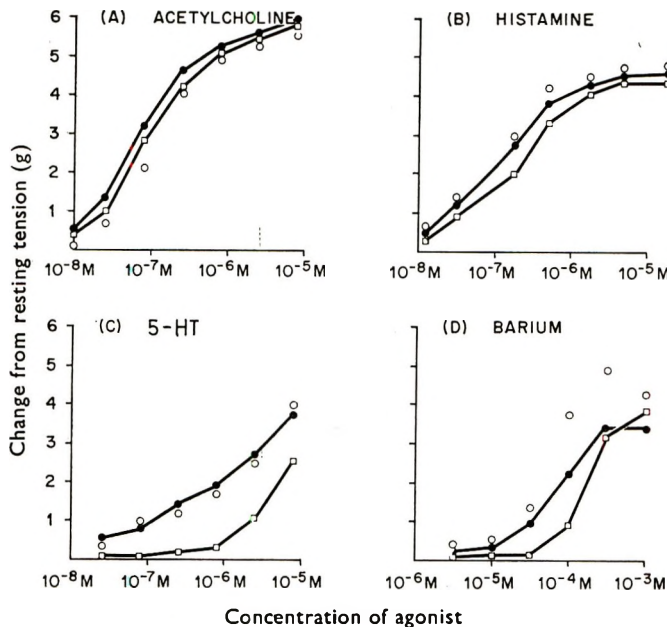 (A) ACETYLCHOLINE
6
5
4
3
2
1
10⁻⁸M 10⁻⁷M 10⁻⁶M 10⁻⁵M
(B) HISTAMINE
10⁻⁸M 10⁻⁷M 10⁻⁶M 10⁻⁵M
Change from resting tension (g)
(C) 5-HT
6
5
4
3
2
1
10⁻⁸M 10⁻⁷M 10⁻⁶M 10⁻⁵M
(D) BARIUM
10⁻⁶M 10⁻⁵M 10⁻⁴M 10⁻³M
Concentration of agonist